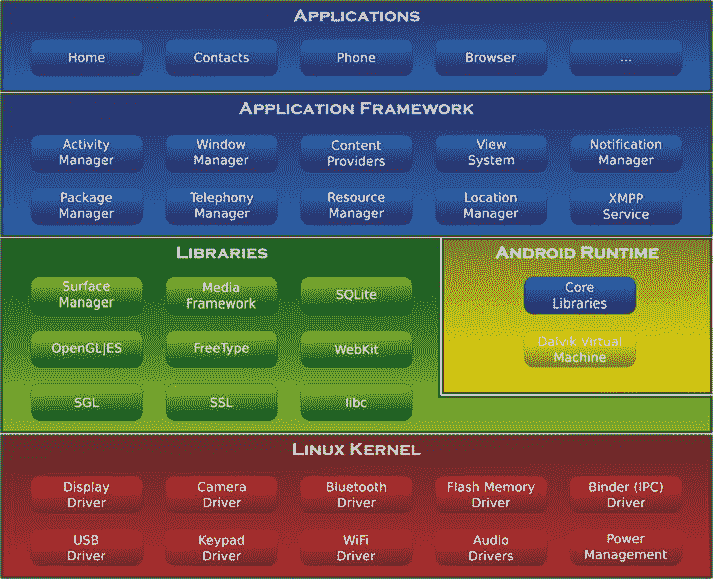 APPLICATIONS
Home
Contacts
Phone
Browser
...
APPLICATION FRAMEWORK
Activity
Manager
Window
Manager
Content
Providers
View
System
Notification
Manager
Package
Manager
Telephony
Manager
Resource
Manager
Location
Manager
XMPP
Service
LIBRARIES
Surface
Manager
Media
Framework
SQLite
OpenGL|ES
FreeType
WebKit
SGL
SSL
libc
ANDROID RUNTIME
Core
Libraries
Dalvik Virtual
Machine
LINUX KERNEL
Display
Driver
Camera
Driver
Bluetooth
Driver
Flash Memory
Driver
Binder (IPC)
Driver
USB
Driver
Keypad
Driver
WiFi
Driver
Audio
Drivers
Power
Management